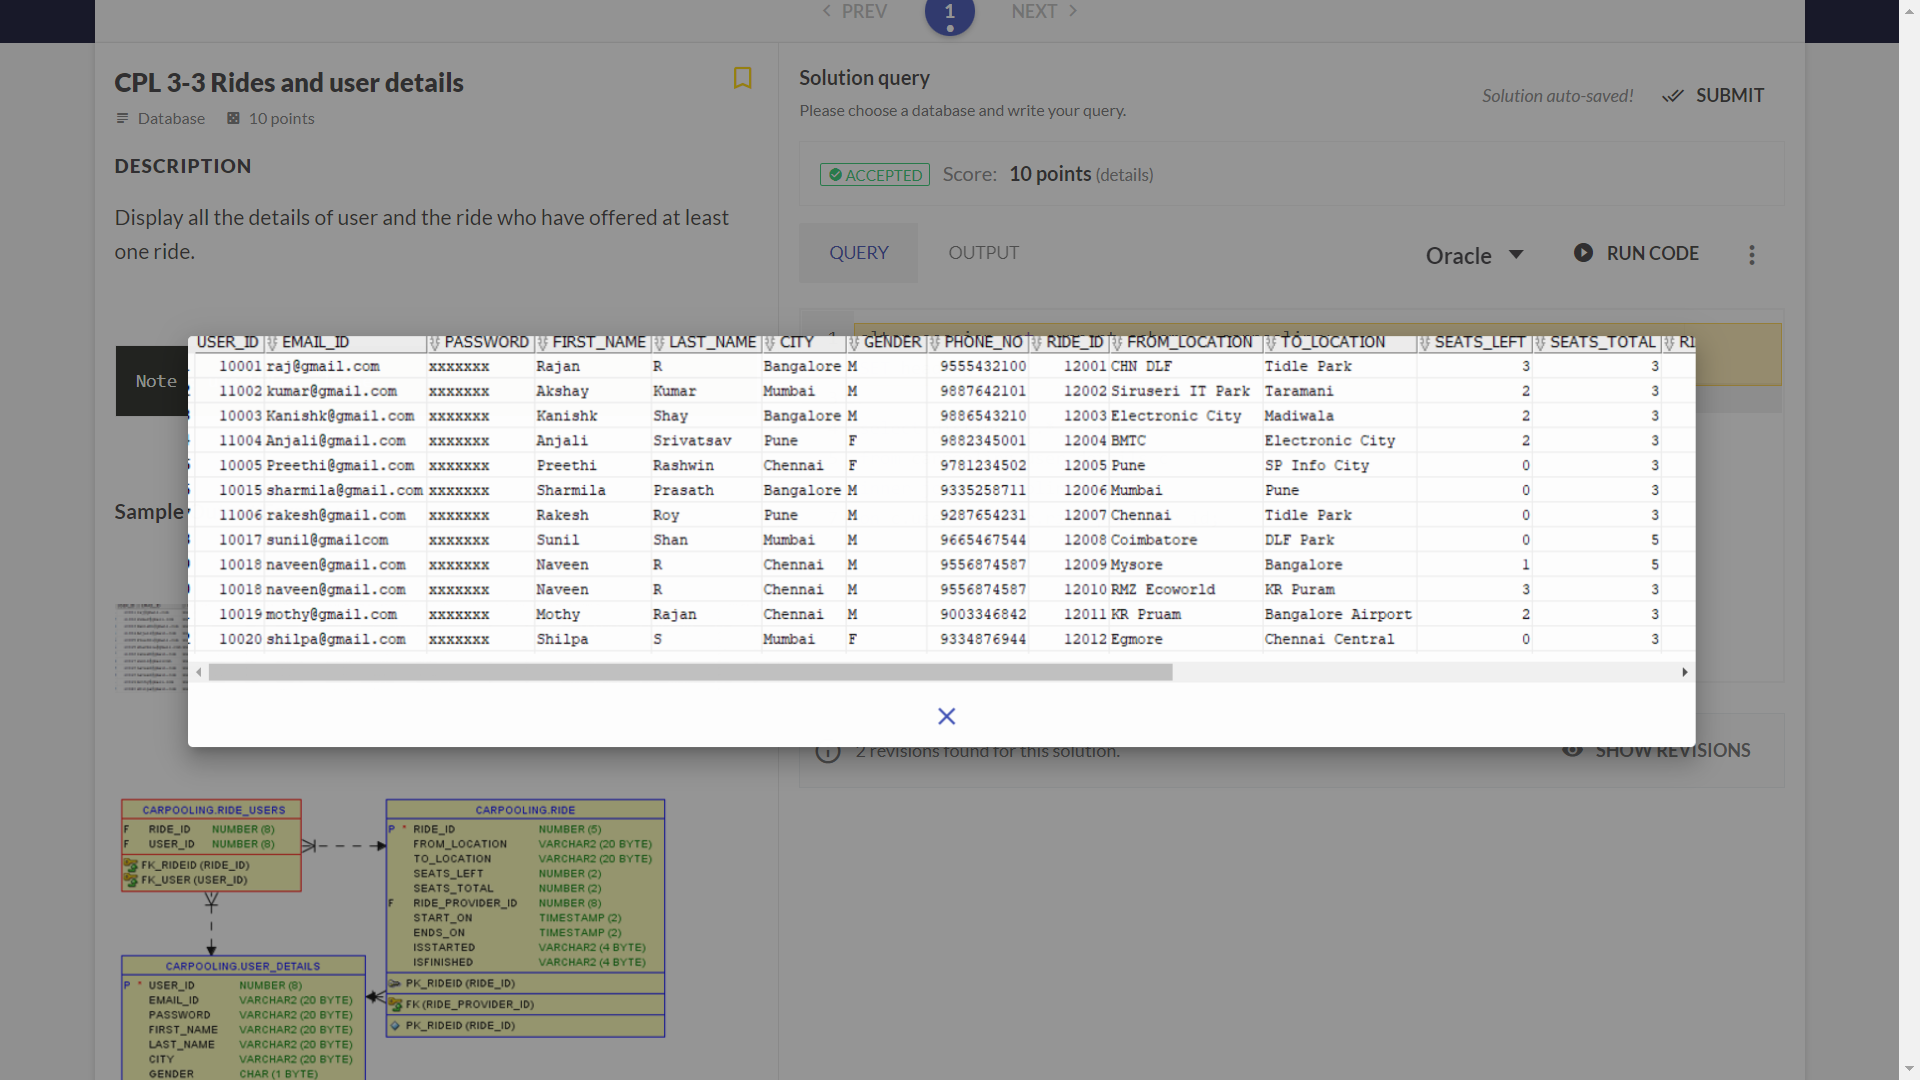 PREV 1 NEXT
CPL 3-3 Rides and user details
Database 10 points
DESCRIPTION
Display all the details of user and the ride who have offered at least
one ride.
Note
Sample
Solution query
Please choose a database and write your query.
Solution auto-saved! SUBMIT
ACCEPTED Score: 10 points (details)
QUERY OUTPUT Oracle RUN CODE
1
USER_ID EMAIL_ID PASSWORD FIRST_NAME LAST_NAME CITY GENDER PHONE_NO RIDE_ID FROM_LOCATION TO_LOCATION SEATS_LEFT SEATS_TOTAL RI
10001 raj@gmail.com xxxxxxx Rajan R Bangalore M 9555432100 12001 CHN DLF Tidle Park 3 3
11002 kumar@gmail.com xxxxxxx Akshay Kumar Mumbai M 9887642101 12002 Siruseri IT Park Taramani 2 3
10003 Kanishk@gmail.com xxxxxxx Kanishk Shay Bangalore M 9886543210 12003 Electronic City Madiwala 2 3
11004 Anjali@gmail.com xxxxxxx Anjali Srivatsav Pune F 9882345001 12004 BMTC Electronic City 2 3
10005 Preethi@gmail.com xxxxxxx Preethi Rashwin Chennai F 9781234502 12005 Pune SP Info City 0 3
10015 sharmila@gmail.com xxxxxxx Sharmila Prasath Bangalore M 9335258711 12006 Mumbai Pune 0 3
11006 rakesh@gmail.com xxxxxxx Rakesh Roy Pune M 9287654231 12007 Chennai Tidle Park 0 3
10017 sunil@gmailcom xxxxxxx Sunil Shan Mumbai M 9665467544 12008 Coimbatore DLF Park 0 5
10018 naveen@gmail.com xxxxxxx Naveen R Chennai M 9556874587 12009 Mysore Bangalore 1 5
10018 naveen@gmail.com xxxxxxx Naveen R Chennai M 9556874587 12010 RMZ Ecoworld KR Puram 3 3
10019 mothy@gmail.com xxxxxxx Mothy Rajan Chennai M 9003346842 12011 KR Pruam Bangalore Airport 2 3
10020 shilpa@gmail.com xxxxxxx Shilpa S Mumbai F 9334876944 12012 Egmore Chennai Central 0 3
2 revisions found for this solution. SHOW REVISIONS
CARPOOLING.RIDE_USERS
F RIDE_ID NUMBER (8)
F USER_ID NUMBER (8)
FK_RIDEID (RIDE_ID)
FK_USER (USER_ID)
CARPOOLING.RIDE
P * RIDE_ID NUMBER (5)
FROM_LOCATION VARCHAR2 (20 BYTE)
TO_LOCATION VARCHAR2 (20 BYTE)
SEATS_LEFT NUMBER (2)
SEATS_TOTAL NUMBER (2)
F RIDE_PROVIDER_ID NUMBER (8)
START_ON TIMESTAMP (2)
ENDS_ON TIMESTAMP (2)
ISSTARTED VARCHAR2 (4 BYTE)
ISFINISHED VARCHAR2 (4 BYTE)
PK_RIDEID (RIDE_ID)
FK (RIDE_PROVIDER_ID)
PK_RIDEID (RIDE_ID)
CARPOOLING.USER_DETAILS
P * USER_ID NUMBER (8)
EMAIL_ID VARCHAR2 (20 BYTE)
PASSWORD VARCHAR2 (20 BYTE)
FIRST_NAME VARCHAR2 (20 BYTE)
LAST_NAME VARCHAR2 (20 BYTE)
CITY VARCHAR2 (20 BYTE)
GENDER CHAR (1 BYTE)